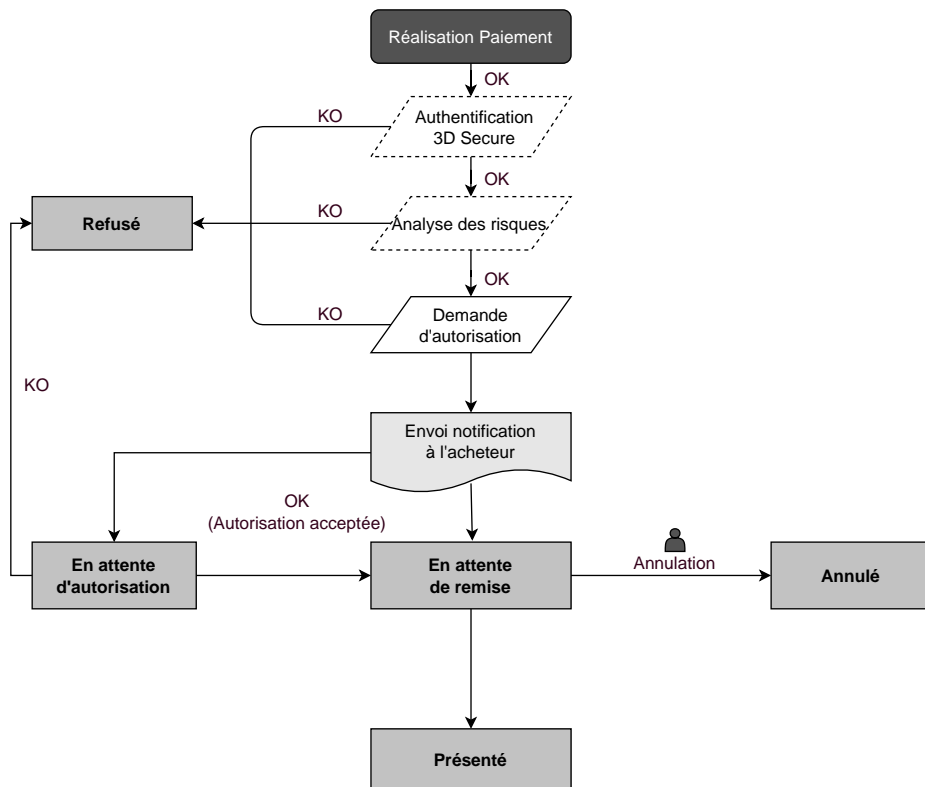 Réalisation Paiement
OK
KO
Authentification
3D Secure
OK
Refusé
KO
Analyse des risques
OK
KO
Demande
d'autorisation
KO
Envoi notification
à l'acheteur
OK
(Autorisation acceptée)
En attente
d'autorisation
En attente
de remise
Annulation
Annulé
Présenté